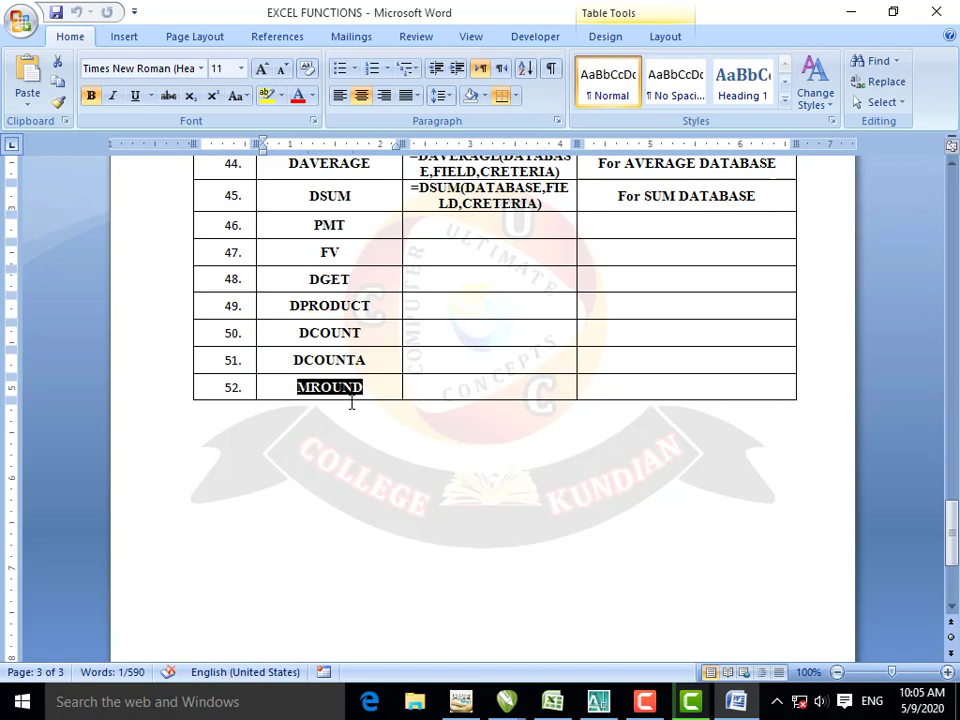 EXCEL FUNCTIONS - Microsoft Word
Table Tools
Home
Insert
Page Layout
References
Mailings
Review
View
Developer
Design
Layout
Paste
Times New Roman (Hea
11
AaBbCcDc
AaBbCcDc
AaBbC
¶ Normal
¶ No Spaci...
Heading 1
Change
Styles
Find
Replace
Select
Clipboard
Font
Paragraph
Styles
Editing
44. DAVERAGE =DAVERAGE(DATABAS
E,FIELD,CRETERIA) For AVERAGE DATABASE
45. DSUM =DSUM(DATABASE,FIE
LD,CRETERIA) For SUM DATABASE
46. PMT
47. FV
48. DGET
49. DPRODUCT
50. DCOUNT
51. DCOUNTA
52. MROUND
ULTIMATE
COMPUTER
CONCEPTS
U
C
C
COLLEGE KUNDIAN
Page: 3 of 3
Words: 1/590
English (United States)
100%
Search the web and Windows
ENG
10:05 AM
5/9/2020